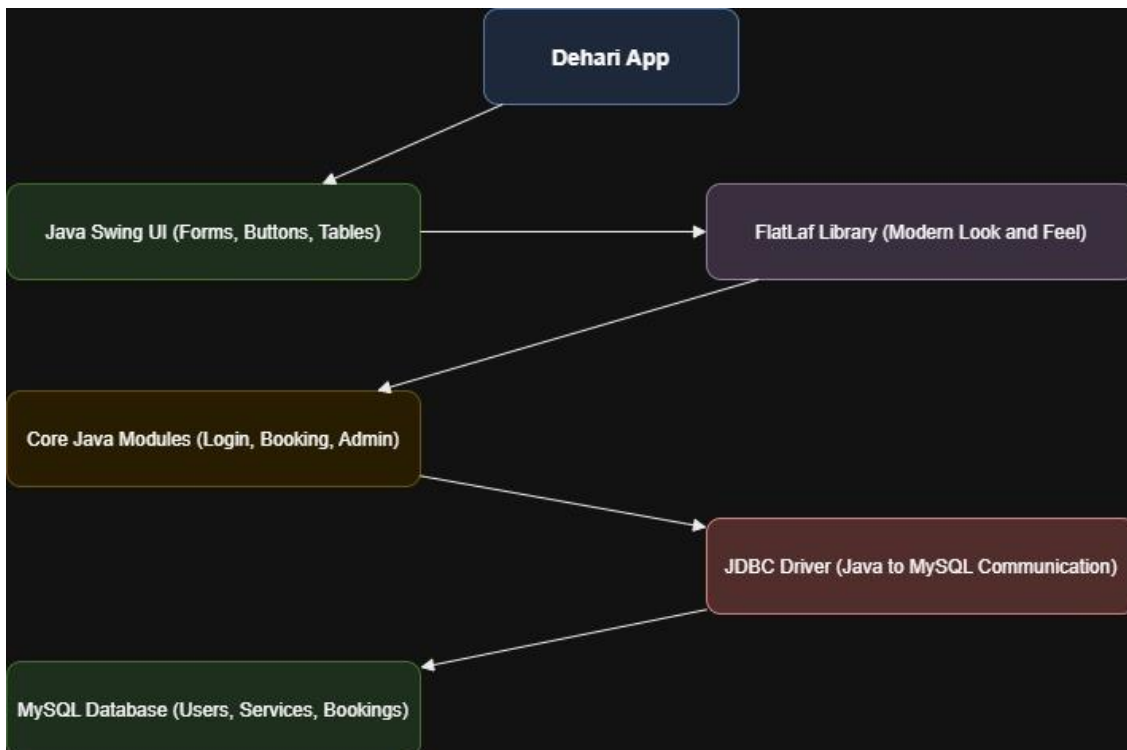 Dehari App
Java Swing UI (Forms, Buttons, Tables)
FlatLaf Library (Modern Look and Feel)
Core Java Modules (Login, Booking, Admin)
JDBC Driver (Java to MySQL Communication)
MySQL Database (Users, Services, Bookings)